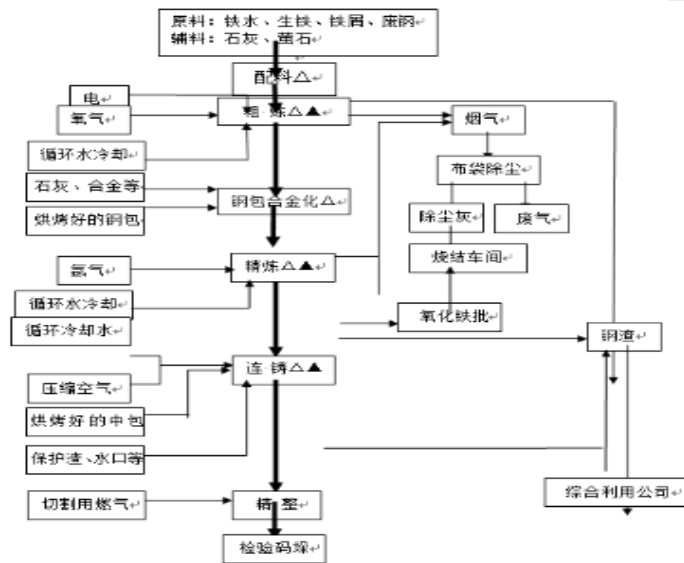 原料：铁水、生铁、铁屑、废钢
辅料：石灰、萤石
配料△
电
氧气
粗·炼△▲
烟气
循环水冷却
布袋除尘
石灰、合金等
钢包合金化△
烘烤好的钢包
除尘灰
废气
氩气
精炼△▲
烧结车间
循环水冷却
循环冷却水
氧化铁批
钢渣
连·铸△▲
压缩空气
烘烤好的中包
保护渣、水口等
综合利用公司
切割用燃气
精·整
检验码垛